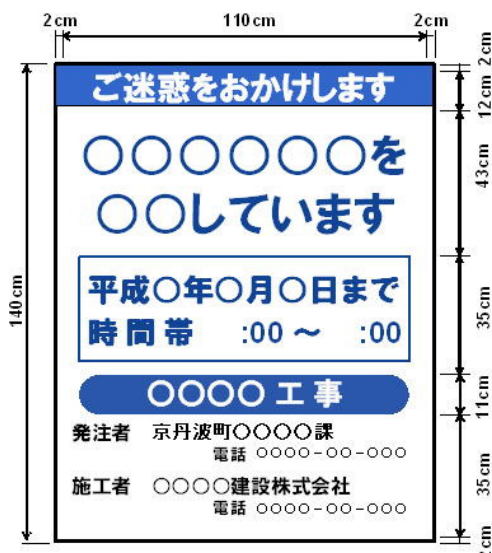 2cm 110cm 2cm
2cm
ご迷惑をおかけします
12cm
○○○○○○を
43cm
○○しています
140cm
平成○年○月○日まで
35cm
時間帯 :00～ :00
○○○○工事
11cm
発注者 京丹波町○○○○課
電話 ○○○○-○○-○○○
35cm
施工者 ○○○○建設株式会社
電話 ○○○○-○○-○○○